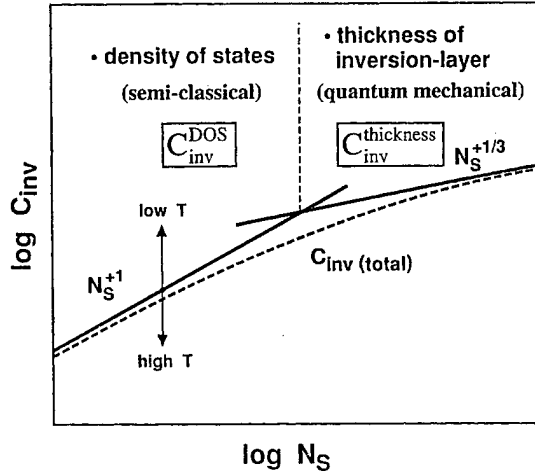 • density of states
(semi-classical)
C_inv^DOS
• thickness of
inversion-layer
(quantum mechanical)
C_inv^thickness
N_S^+1/3
low T
N_S^+1
high T
C_inv (total)
log C_inv
log N_S